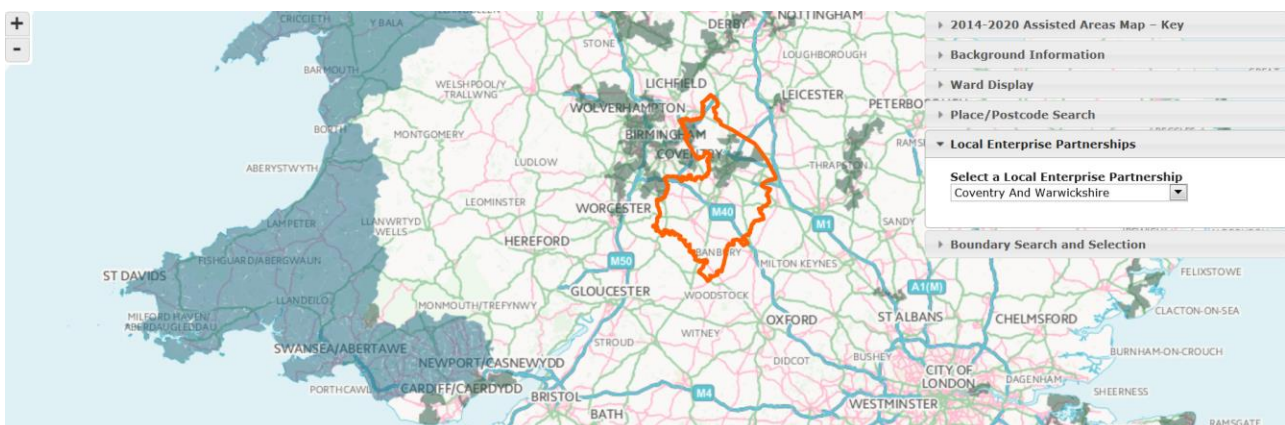 +
-
CRICCIETH
Y BALA
DERBY
NOTTINGHAM
STONE
LOUGHBOROUGH
BARMOUTH
WELSHPOOL/Y
TRALLWNG
LICHFIELD
LEICESTER
WOLVERHAMPTON
PETERB
BORTH
MONTGOMERY
BIRMINGHAM
COVENTRY
ABERYSTWYTH
LUDLOW
THRAPSTON
LEOMINSTER
WORCESTER
LAMPETER
LLANWRTYD
WELLS
M40
M1
SANDY
HEREFORD
BANBURY
MILTON KEYNES
M50
ST DAVIDS
FISHGUARD/ABERGWAUN
FELIXSTOWE
GLOUCESTER
WOODSTOCK
A1(M)
LLANDEILO
MONMOUTH/TREFYNWY
MILFORD HAVEN/
ABERDAUGLEDDAU
OXFORD
ST ALBANS
CHELMSFORD
CLACTON-ON-SEA
WITNEY
STROUD
SWANSEA/ABERTAWE
DIDCOT
BUSHEY
BURNHAM-ON-CROUCH
NEWPORT/CASNEWYDD
CITY OF
LONDON
DAGENHAM
PORTHCAWL
CARDIFF/CAERDYDD
SHEERNESS
BRISTOL
M4
WESTMINSTER
BATH
RAMSGATE
2014-2020 Assisted Areas Map – Key
Background Information
Ward Display
Place/Postcode Search
Local Enterprise Partnerships
Select a Local Enterprise Partnership
Coventry And Warwickshire
Boundary Search and Selection